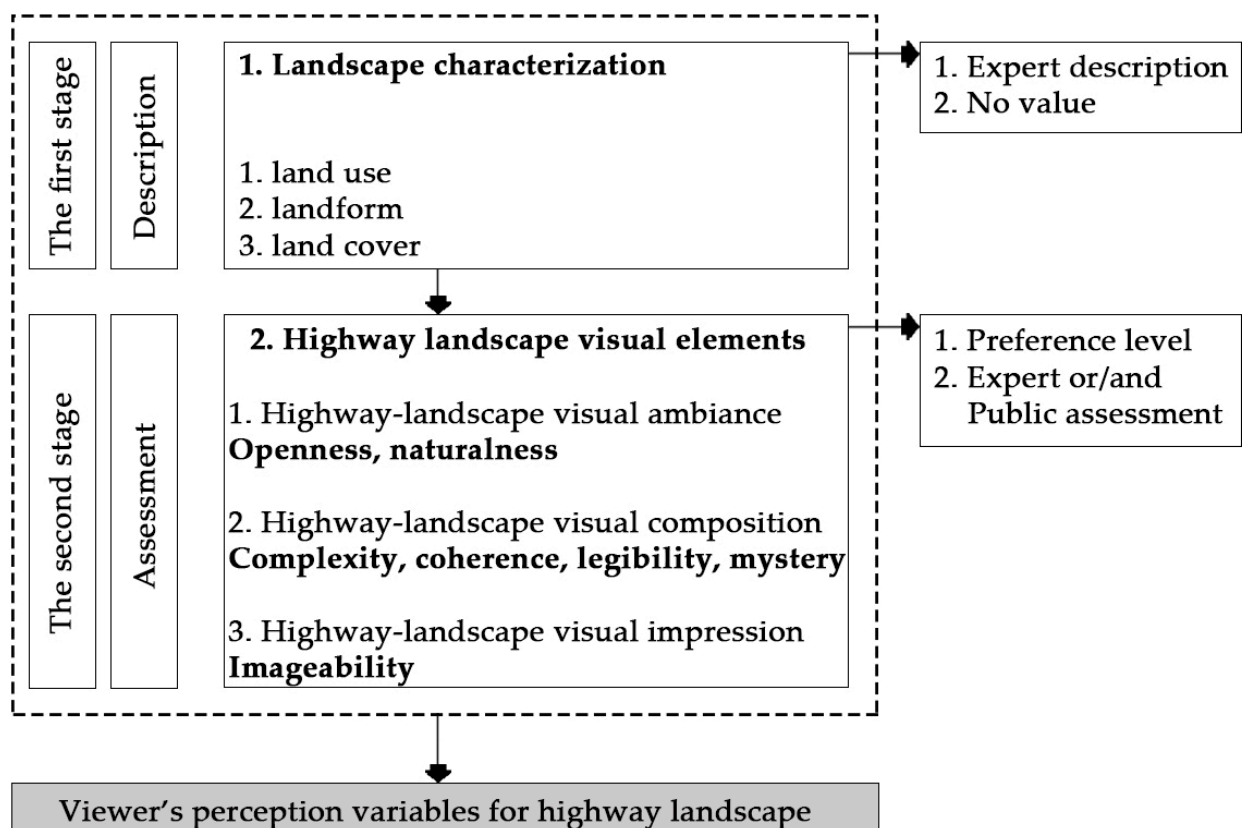 The first stage
Description
1. Landscape characterization
1. land use
2. landform
3. land cover
1. Expert description
2. No value
The second stage
Assessment
2. Highway landscape visual elements
1. Highway-landscape visual ambiance
Openness, naturalness
2. Highway-landscape visual composition
Complexity, coherence, legibility, mystery
3. Highway-landscape visual impression
Imageability
1. Preference level
2. Expert or/and
Public assessment
Viewer's perception variables for highway landscape